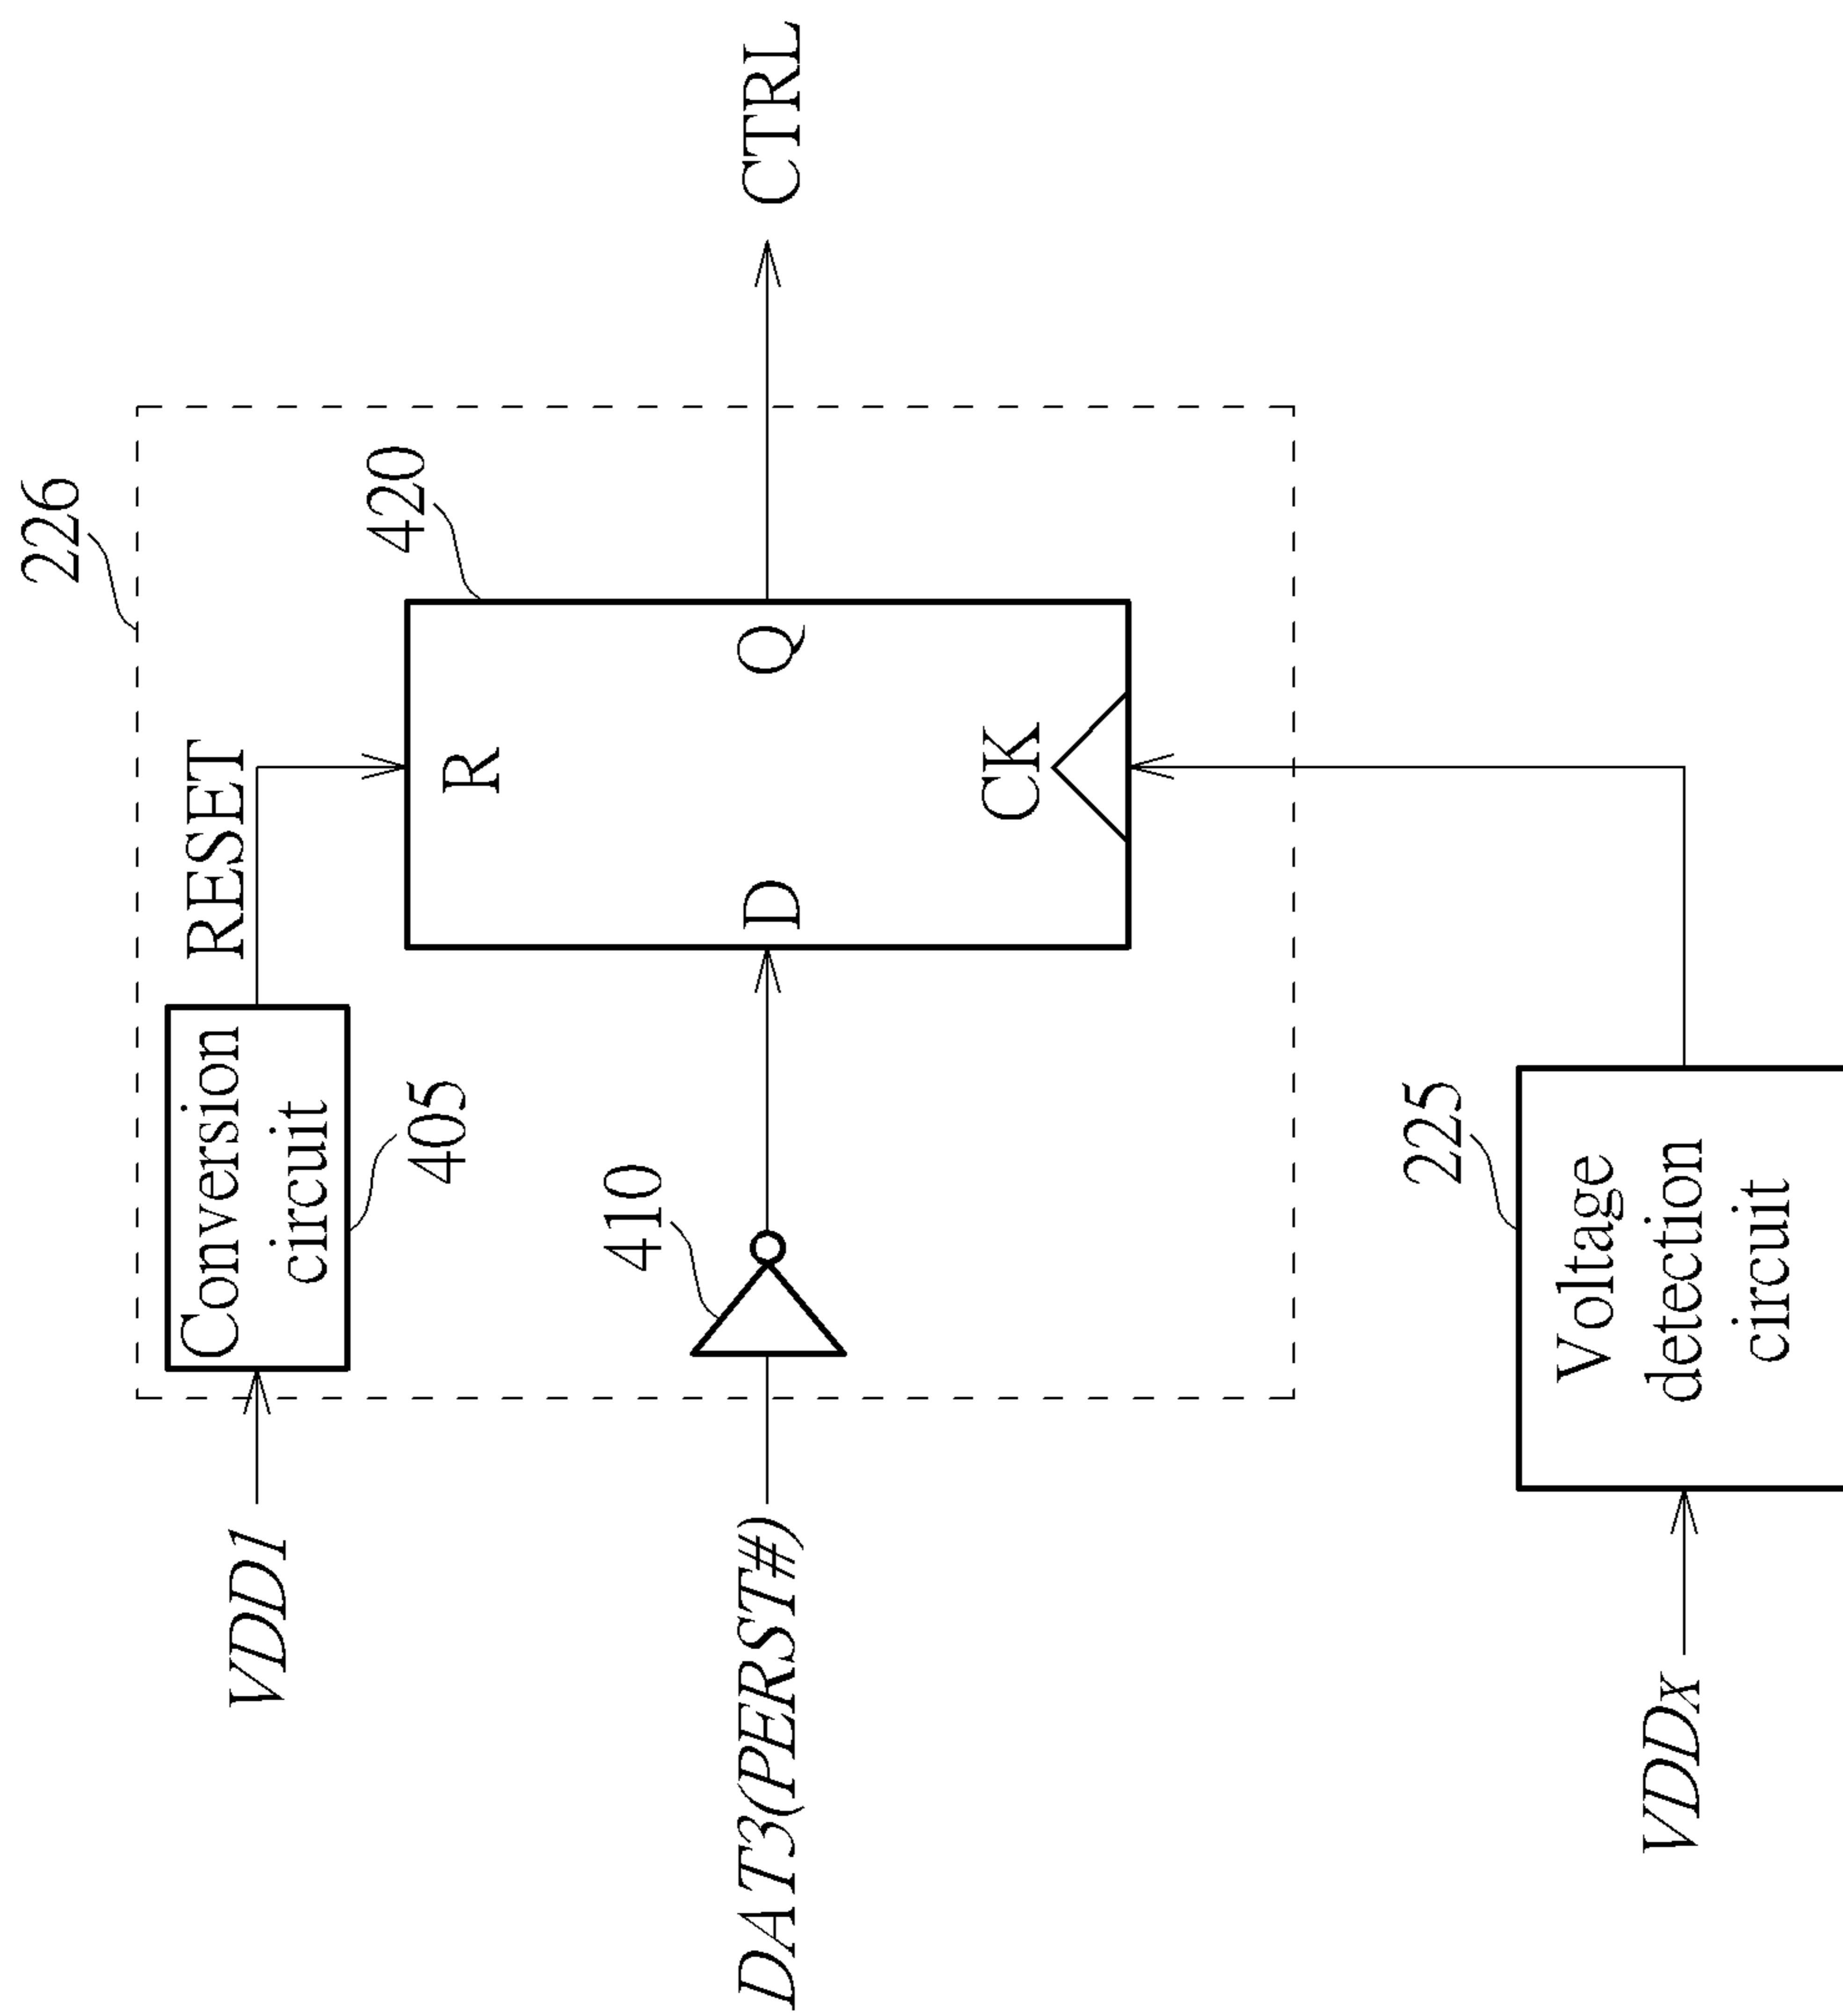 226
VDD1
Conversion
circuit
RESET
405
420
R
410
DAT3(PERST#)
D
Q
CTRL
CK
225
VDDx
Voltage
detection
circuit